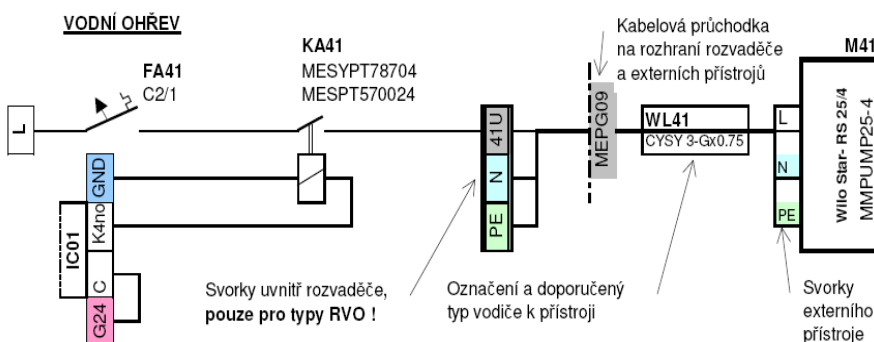 VODNÍ OHŘEV
FA41
C2/1
KA41
MESYPT78704
MESPT570024
Kabelová průchodka
na rozhraní rozvaděče
a externích přístrojů
M41
L
41U
N
PE
MEPG09
WL41
CYSY 3-Gx0.75
L
N
PE
Wilo Star- RS 25/4
MMPUMP25-4
GND
K4no
C
G24
IC01
Svorky uvnitř rozvaděče,
pouze pro typy RVO !
Označení a doporučený
typ vodiče k přístroji
Svorky
externího
přístroje